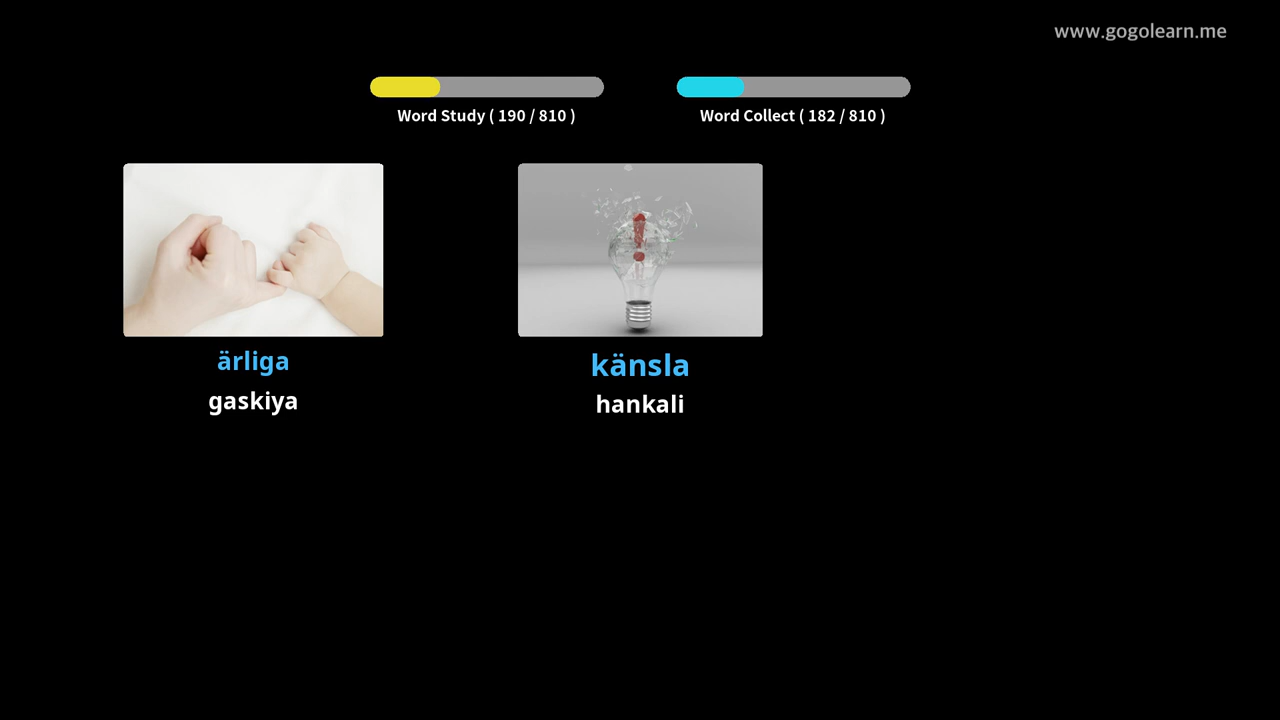 www.gogolearn.me
Word Study ( 190 / 810 )
Word Collect ( 182 / 810 )
ärliga
gaskiya
känsla
hankali